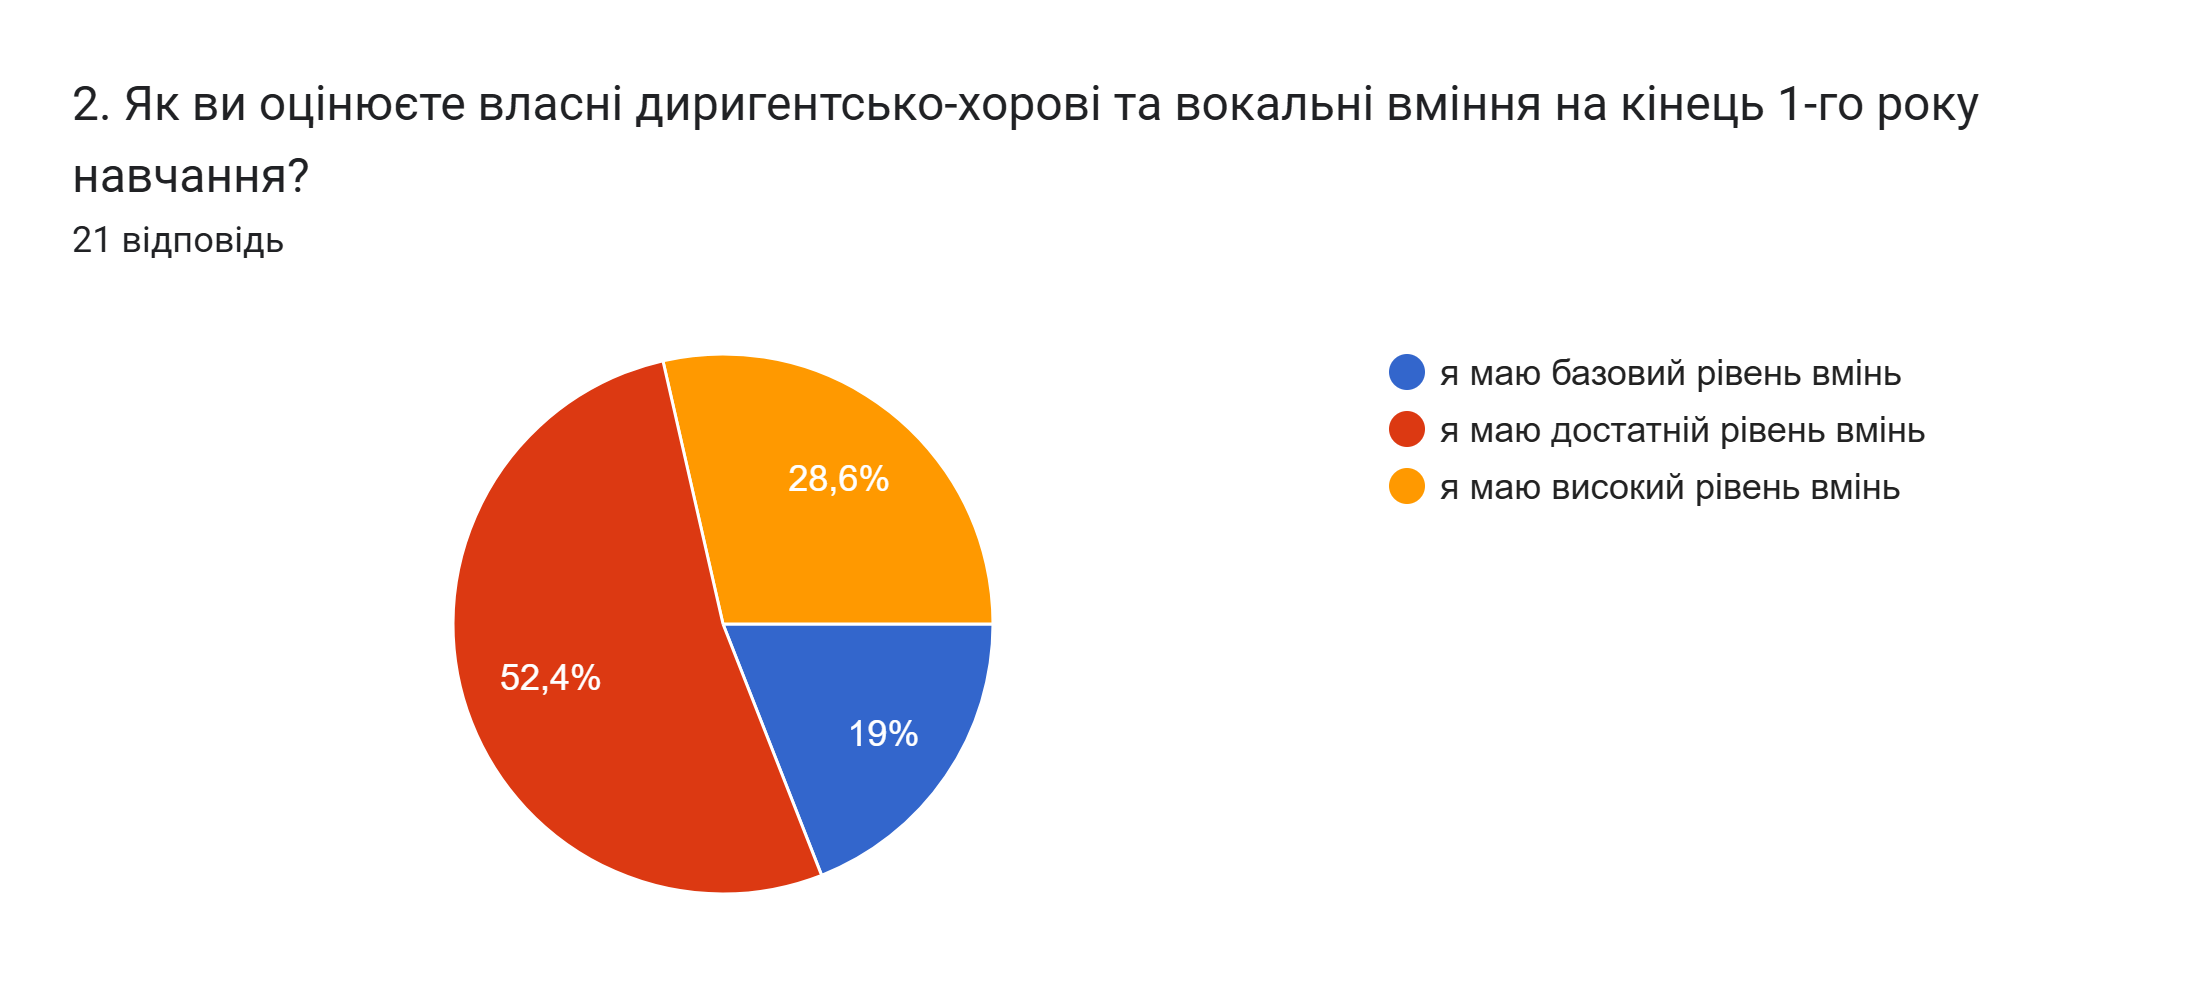 2. Як ви оцінюєте власні диригентсько-хорові та вокальні вміння на кінець 1-го року
навчання?
21 відповідь
я маю базовий рівень вмінь
я маю достатній рівень вмінь
я маю високий рівень вмінь
28,6%
52,4%
19%